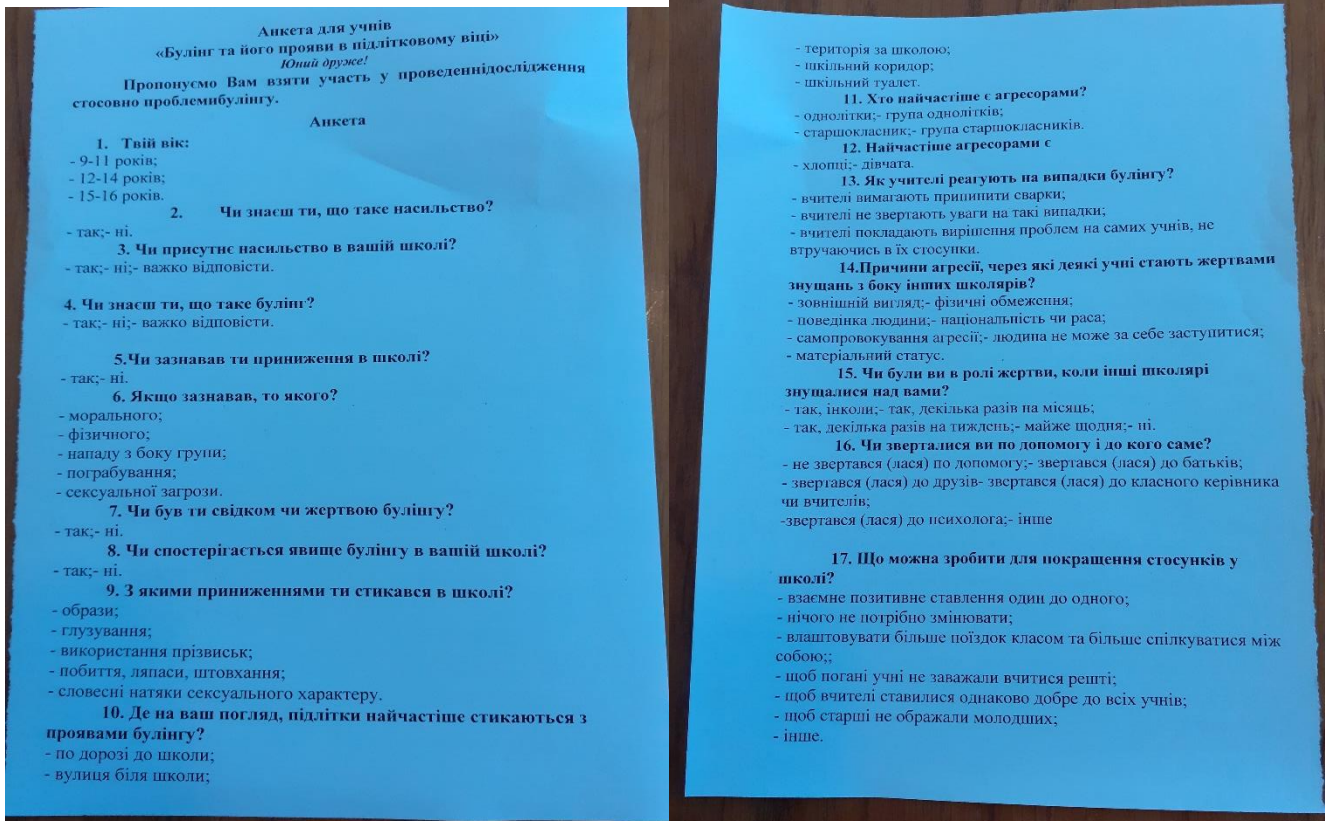 Анкета для учнів
«Булінг та його прояви в підлітковому віці»
Юний друже!
Пропонуємо Вам взяти участь у проведеннідослідження
стосовно проблемибулінгу.
Анкета
1. Твій вік:
- 9-11 років;
- 12-14 років;
- 15-16 років.
2. Чи знаєш ти, що таке насильство?
- так;- ні.
3. Чи присутнє насильство в вашій школі?
- так;- ні;- важко відповісти.
4. Чи знаєш ти, що таке булінг?
- так;- ні;- важко відповісти.
5.Чи зазнавав ти приниження в школі?
- так;- ні.
6. Якщо зазнавав, то якого?
- морального;
- фізичного;
- нападу з боку групи;
- пограбування;
- сексуальної загрози.
7. Чи був ти свідком чи жертвою булінгу?
- так;- ні.
8. Чи спостерігається явище булінгу в вашій школі?
- так;- ні.
9. З якими приниженнями ти стикався в школі?
- образи;
- глузування;
- використання прізвиськ;
- побиття, ляпаси, штовхання;
- словесні натяки сексуального характеру.
10. Де на ваш погляд, підлітки найчастіше стикаються з
проявами булінгу?
- по дорозі до школи;
- вулиця біля школи;
- територія за школою;
- шкільний коридор;
- шкільний туалет.
11. Хто найчастіше є агресорами?
- однолітки;- група однолітків;
- старшокласник;- група старшокласників.
12. Найчастіше агресорами є
- хлопці;- дівчата.
13. Як учителі реагують на випадки булінгу?
- вчителі вимагають припинити сварки;
- вчителі не звертають уваги на такі випадки;
- вчителі покладають вирішення проблем на самих учнів, не
втручаючись в їх стосунки.
14.Причини агресії, через які деякі учні стають жертвами
знущань з боку інших школярів?
- зовнішній вигляд;- фізичні обмеження;
- поведінка людини;- національність чи раса;
- самопровокування агресії;- людина не може за себе заступитися;
- матеріальний статус.
15. Чи були ви в ролі жертви, коли інші школярі
знущалися над вами?
- так, інколи;- так, декілька разів на місяць;
- так, декілька разів на тиждень;- майже щодня;- ні.
16. Чи зверталися ви по допомогу і до кого саме?
- не звертався (лася) по допомогу;- звертався (лася) до батьків;
- звертався (лася) до друзів- звертався (лася) до класного керівника
чи вчителів;
-звертався (лася) до психолога;- інше
17. Що можна зробити для покращення стосунків у
школі?
- взаємне позитивне ставлення один до одного;
- нічого не потрібно змінювати;
- влаштовувати більше поїздок класом та більше спілкуватися між
собою;;
- щоб погані учні не заважали вчитися решті;
- щоб вчителі ставилися однаково добре до всіх учнів;
- щоб старші не ображали молодших;
- інше.